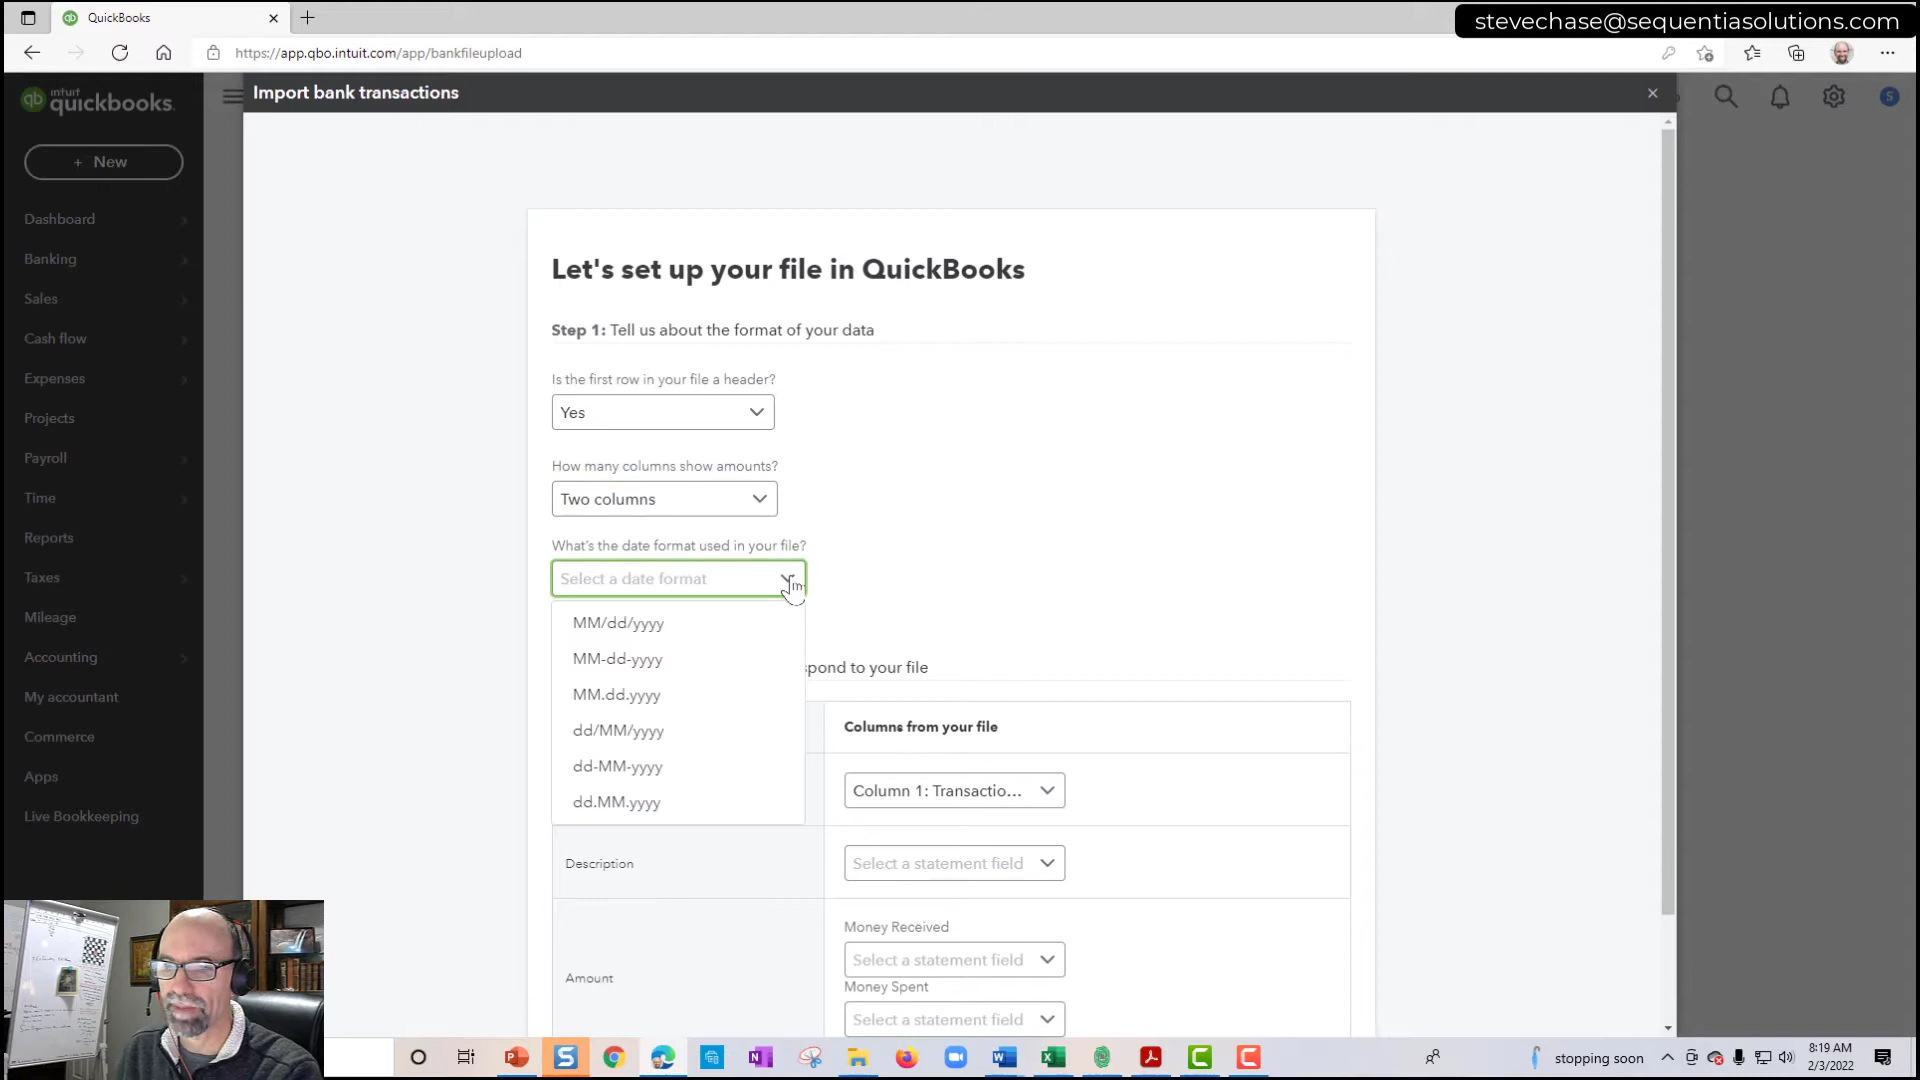 QuickBooks
stevechase@sequentiasolutions.com
https://app.qbo.intuit.com/app/bankfileupload
intuit
quickbooks.
Import bank transactions
S
+ New
Dashboard
Banking
Sales
Cash flow
Expenses
Projects
Payroll
Time
Reports
Taxes
Mileage
Accounting
My accountant
Commerce
Apps
Live Bookkeeping
Let's set up your file in QuickBooks
Step 1: Tell us about the format of your data
Is the first row in your file a header?
Yes
How many columns show amounts?
Two columns
What's the date format used in your file?
Select a date format
MM/dd/yyyy
MM-dd-yyyy
MM.dd.yyyy
dd/MM/yyyy
dd-MM-yyyy
dd.MM.yyyy
spond to your file
Columns from your file
Column 1: Transactio...
Description
Select a statement field
Amount
Money Received
Select a statement field
Money Spent
Select a statement field
stopping soon
8:19 AM
2/3/2022